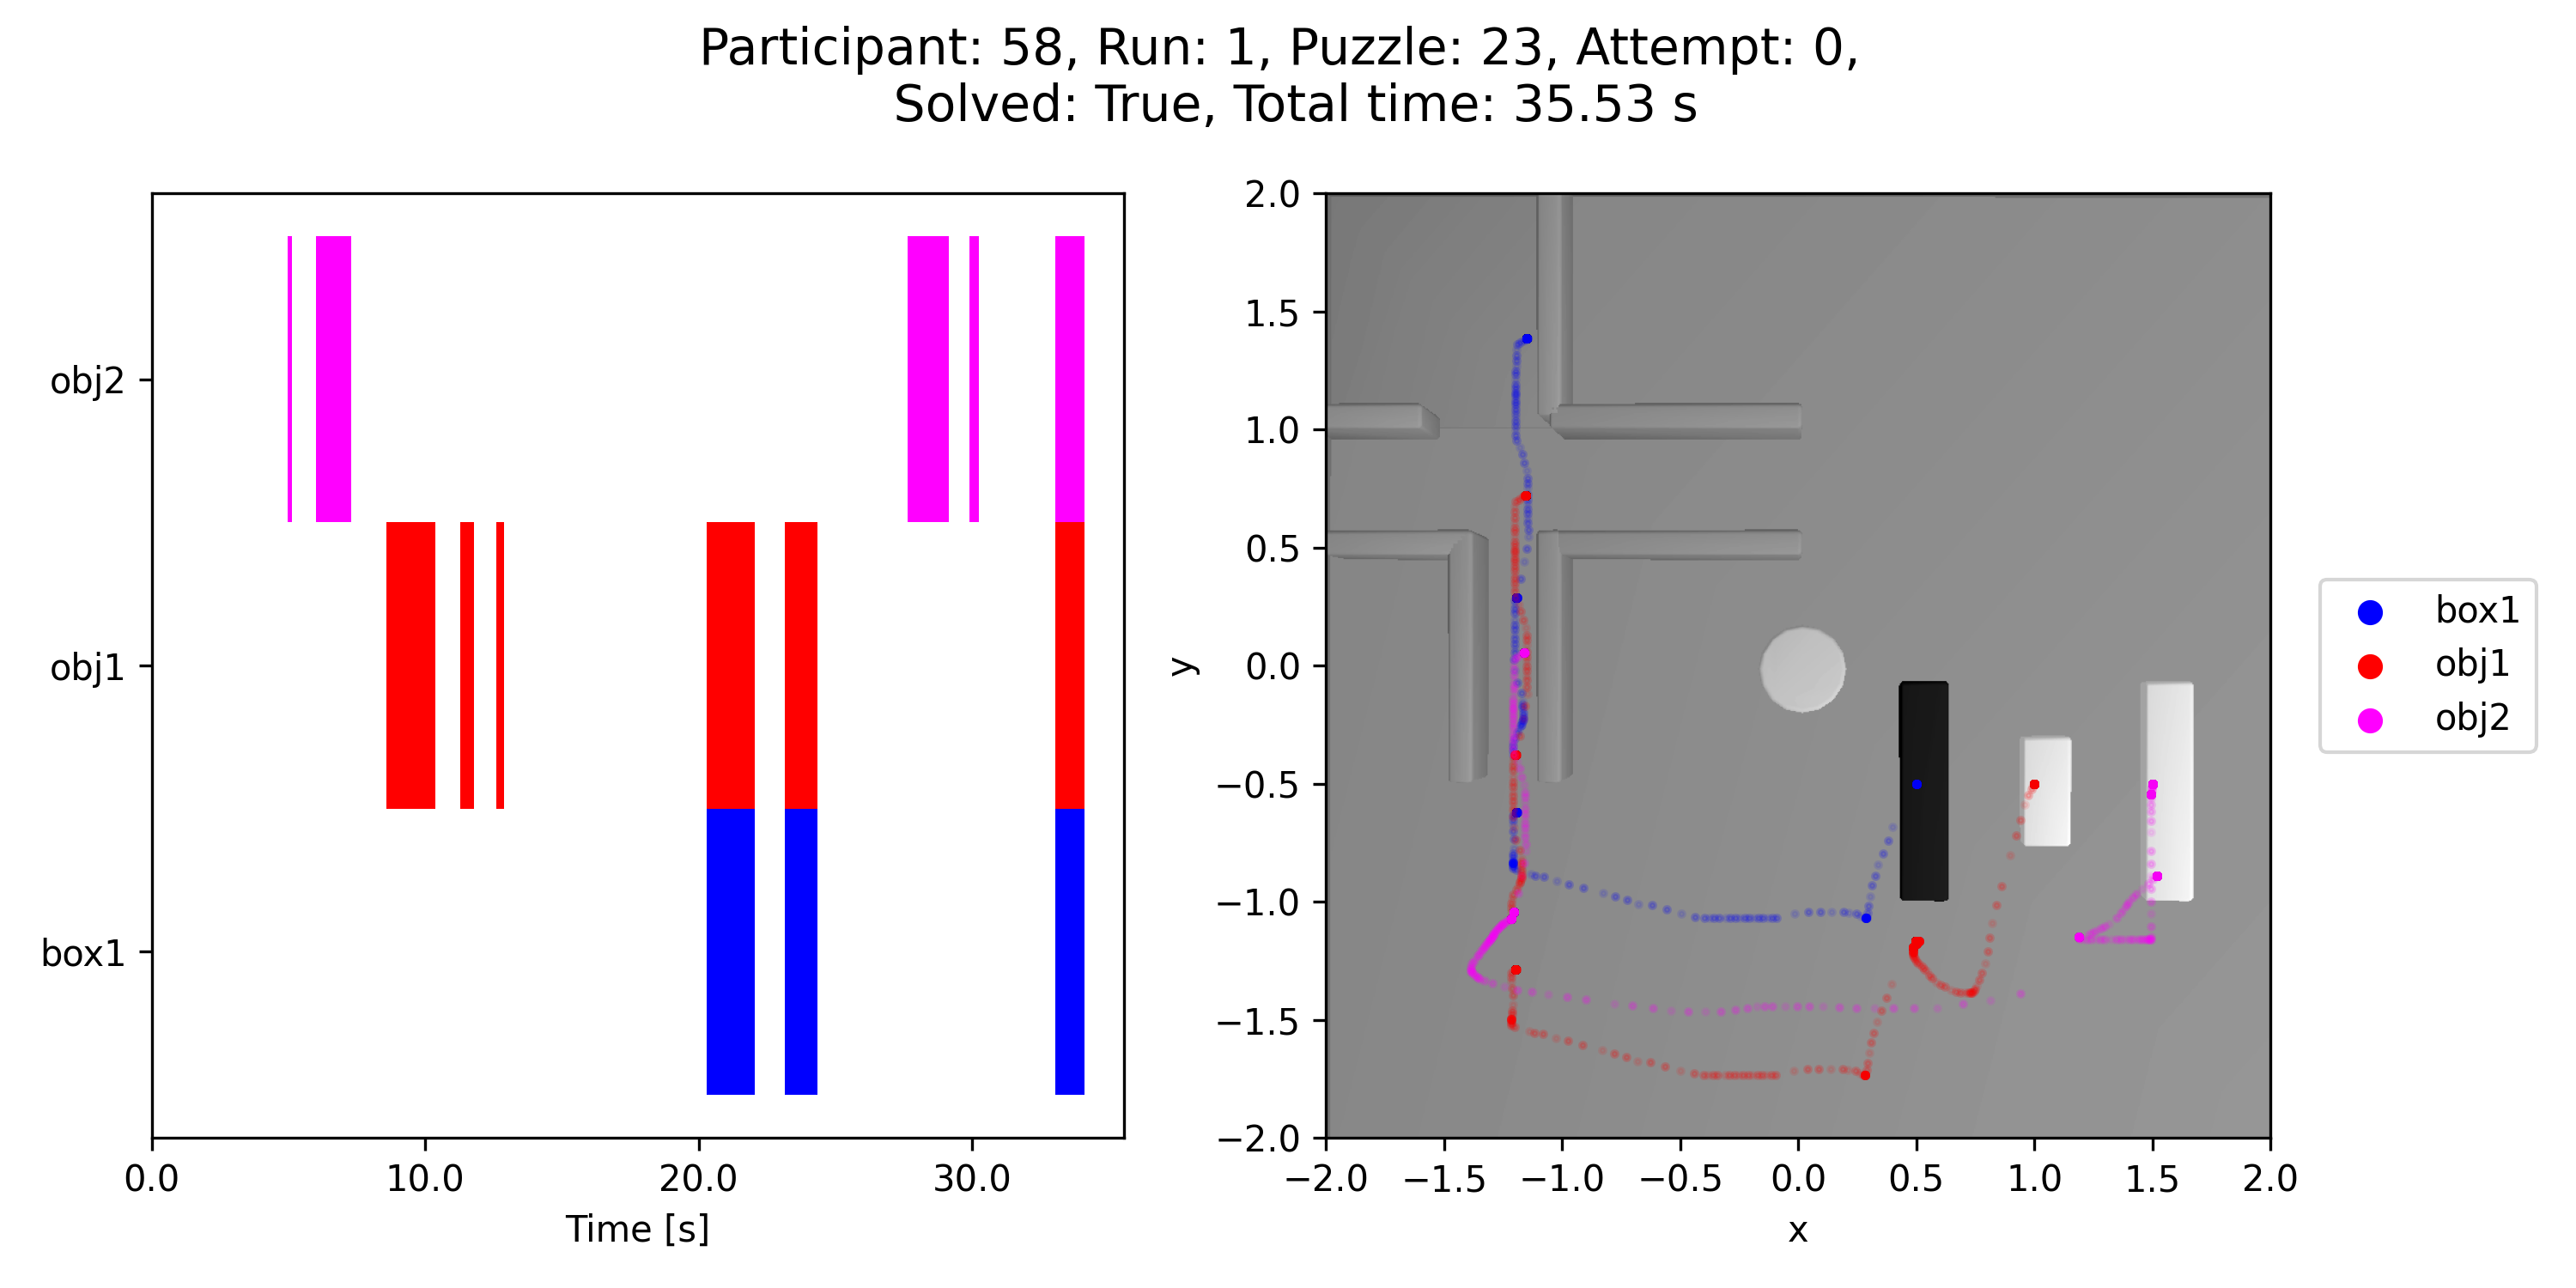 Participant: 58, Run: 1, Puzzle: 23, Attempt: 0,
Solved: True, Total time: 35.53 s
obj2
obj1
box1
0.0 10.0 20.0 30.0
Time [s]
2.0
1.5
1.0
0.5
0.0
−0.5
−1.0
−1.5
−2.0
y
−2.0 −1.5 −1.0 −0.5 0.0 0.5 1.0 1.5 2.0
x
box1
obj1
obj2